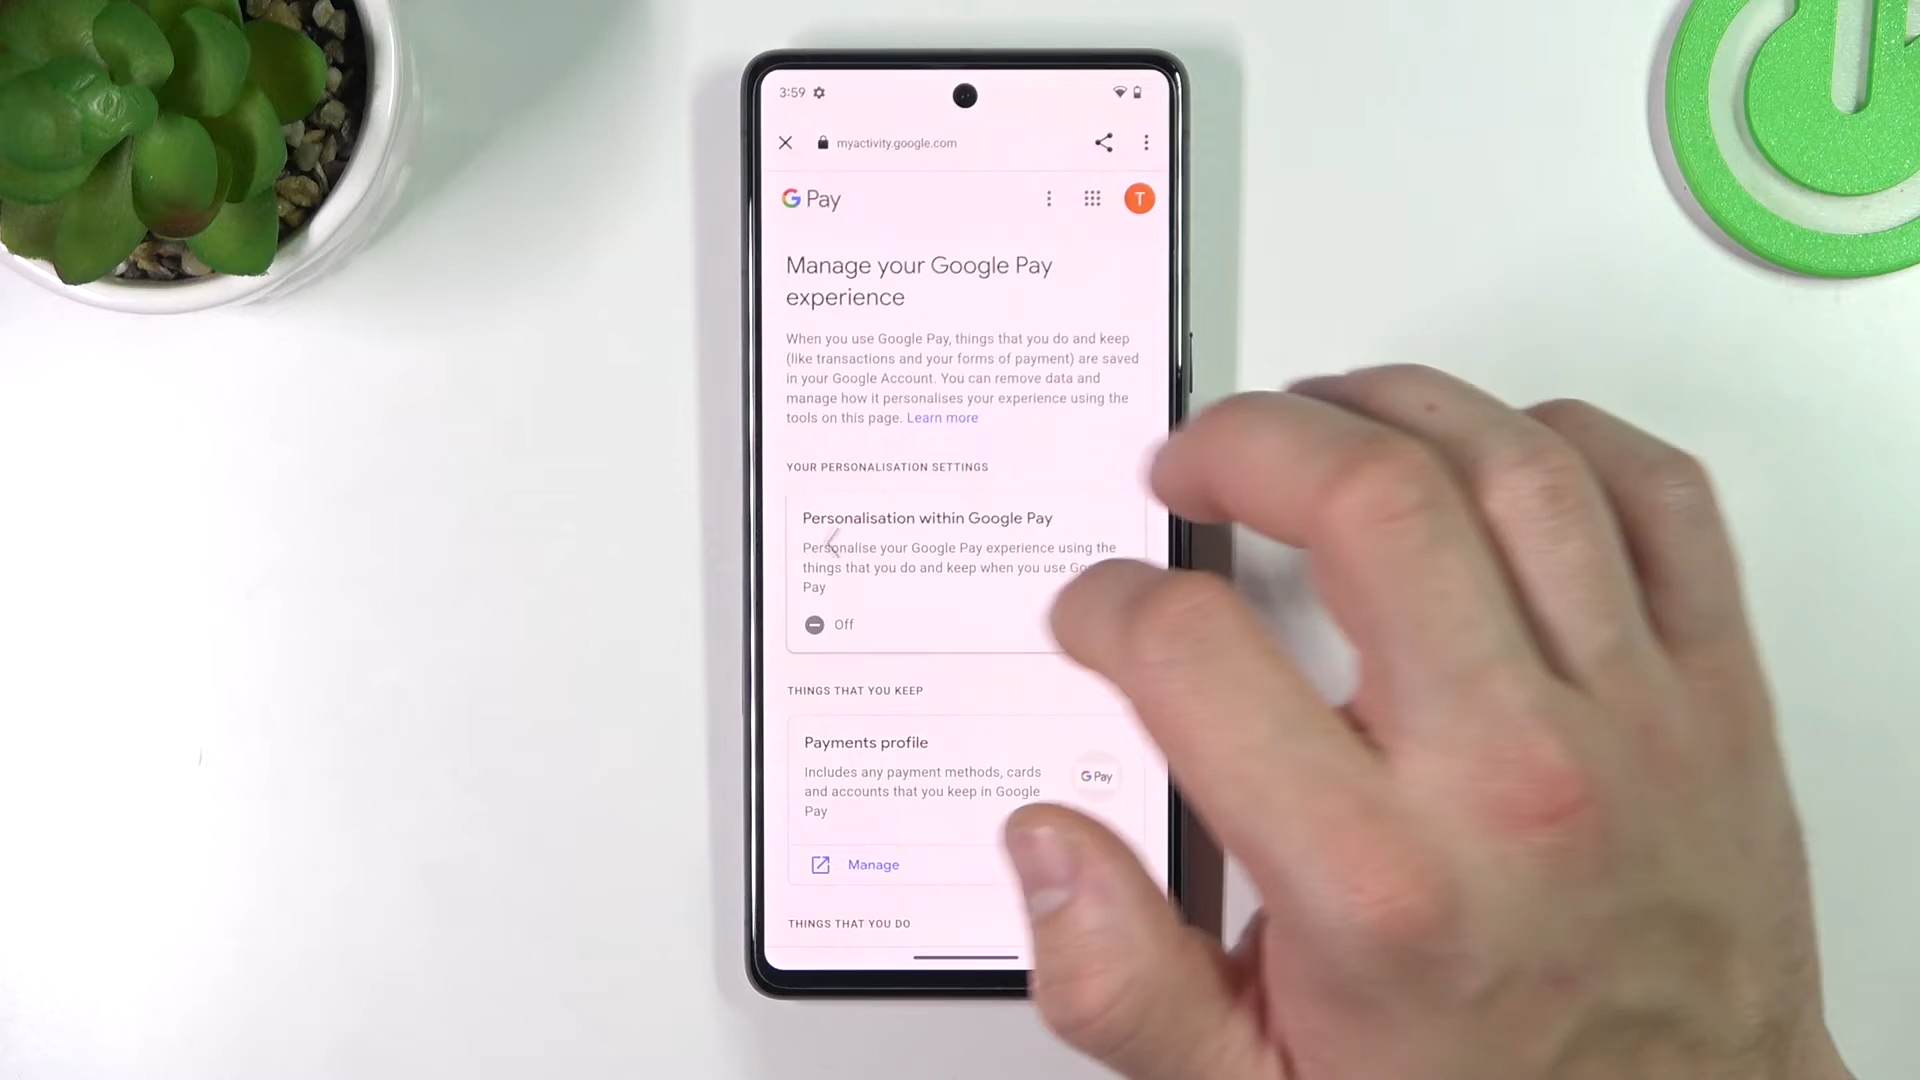 3:59
myactivity.google.com
G Pay
T
Manage your Google Pay
experience
When you use Google Pay, things that you do and keep
(like transactions and your forms of payment) are saved
in your Google Account. You can remove data and
manage how it personalises your experience using the
tools on this page. Learn more
YOUR PERSONALISATION SETTINGS
Personalisation within Google Pay
Personalise your Google Pay experience using the
things that you do and keep when you use
Pay
Off
THINGS THAT YOU KEEP
Payments profile
Includes any payment methods, cards
and accounts that you keep in Google
Pay
G Pay
Manage
THINGS THAT YOU DO